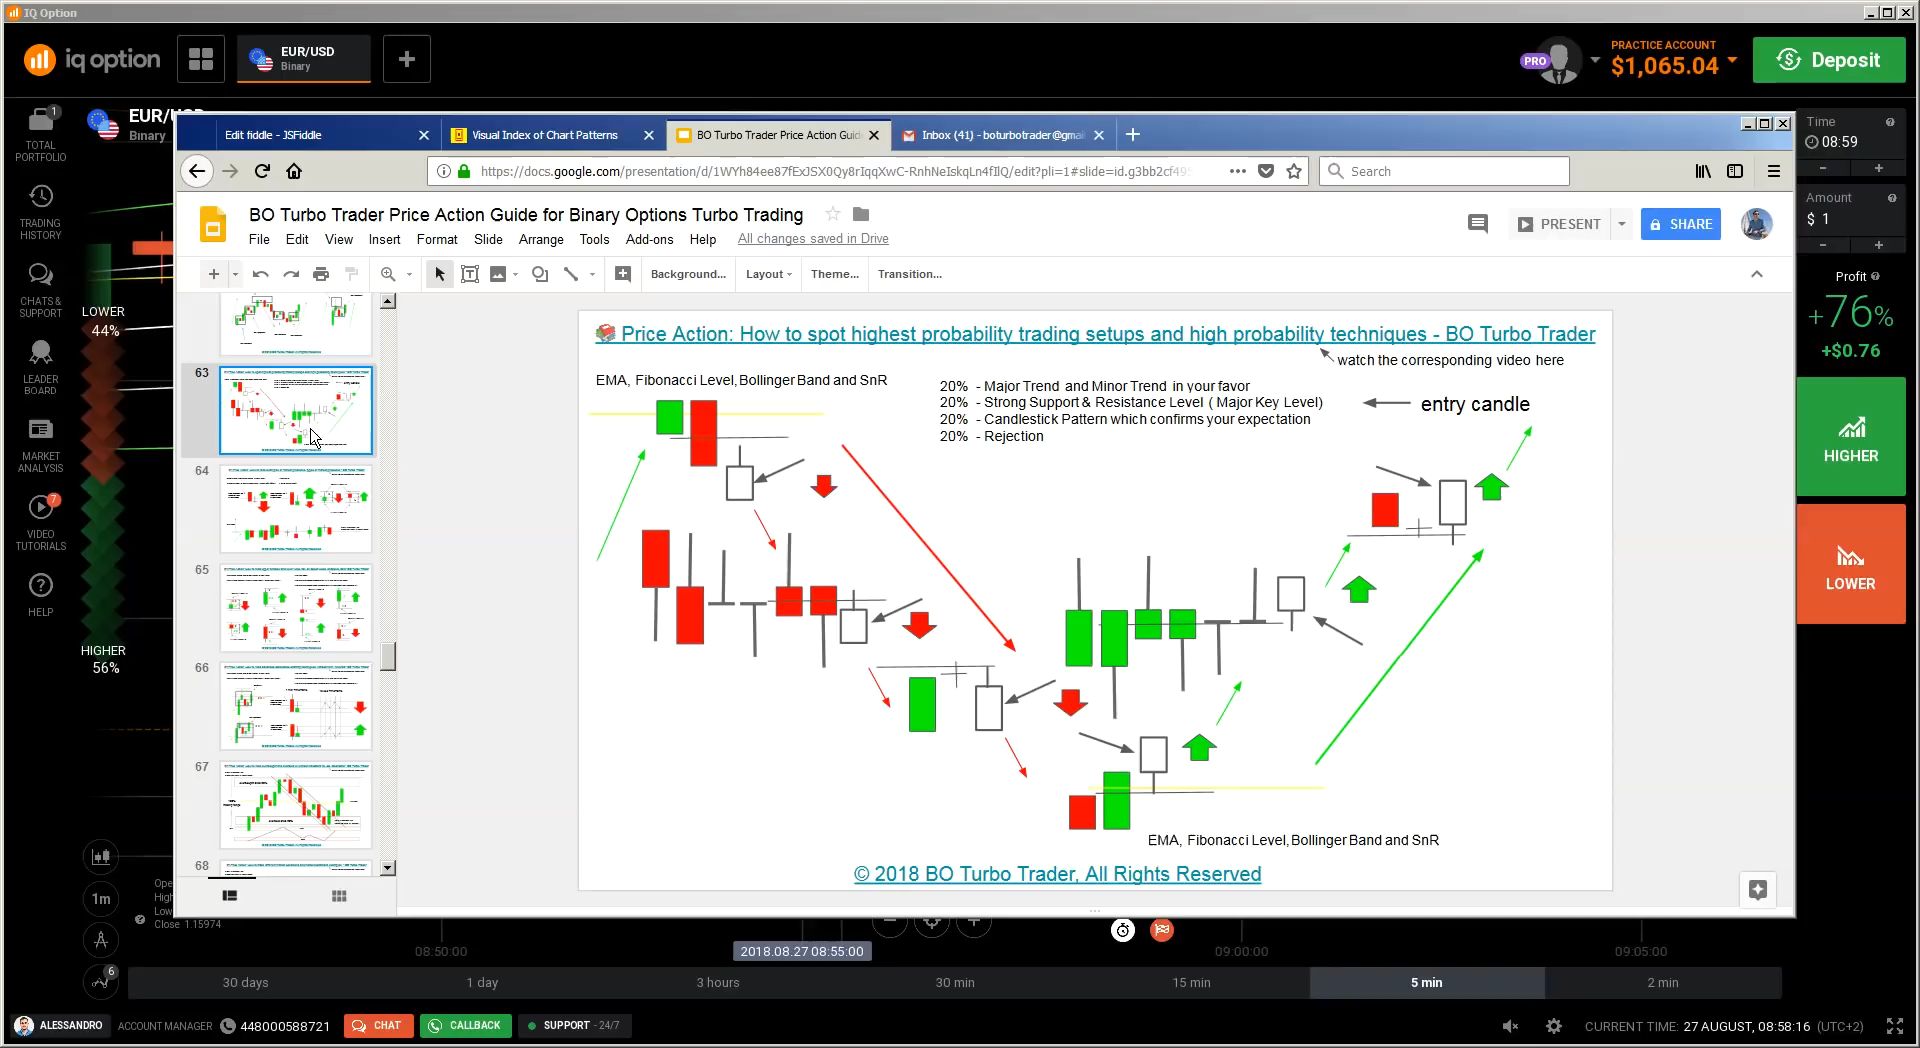 IQ Option
iq option
EUR/USD
Binary
PRO
PRACTICE ACCOUNT
$1,065.04
Deposit
1
TOTAL
PORTFOLIO
TRADING
HISTORY
CHATS &
SUPPORT
LEADER
BOARD
MARKET
ANALYSIS
7
VIDEO
TUTORIALS
HELP
EUR/USD
Binary
LOWER
44%
HIGHER
56%
Edit fiddle - JSFiddle
Visual Index of Chart Patterns
BO Turbo Trader Price Action Guid
Inbox (41) - boturbotrader@gmai
https://docs.google.com/presentation/d/
Search
BO Turbo Trader Price Action Guide for Binary Options Turbo Trading
File Edit View Insert Format Slide Arrange Tools Add-ons Help All changes saved in Drive
PRESENT
SHARE
Background... Layout Theme... Transition...
63
64
65
66
67
68
Price Action: How to spot highest probability trading setups and high probability techniques - BO Turbo Trader
watch the corresponding video here
EMA, Fibonacci Level, Bollinger Band and SnR
20% - Major Trend and Minor Trend in your favor
20% - Strong Support & Resistance Level ( Major Key Level)
20% - Candlestick Pattern which confirms your expectation
20% - Rejection
entry candle
EMA, Fibonacci Level, Bollinger Band and SnR
© 2018 BO Turbo Trader, All Rights Reserved
Time
08:59
Amount
$ 1
Profit
+76%
+$0.76
HIGHER
LOWER
1m
6
Ope
High
Low
Close 1.15974
08:50:00
2018.08.27 08:55:00
09:00:00
09:05:00
30 days
1 day
3 hours
30 min
15 min
5 min
2 min
ALESSANDRO
ACCOUNT MANAGER
448000588721
CHAT
CALLBACK
SUPPORT - 24/7
CURRENT TIME: 27 AUGUST, 08:58:16 (UTC+2)